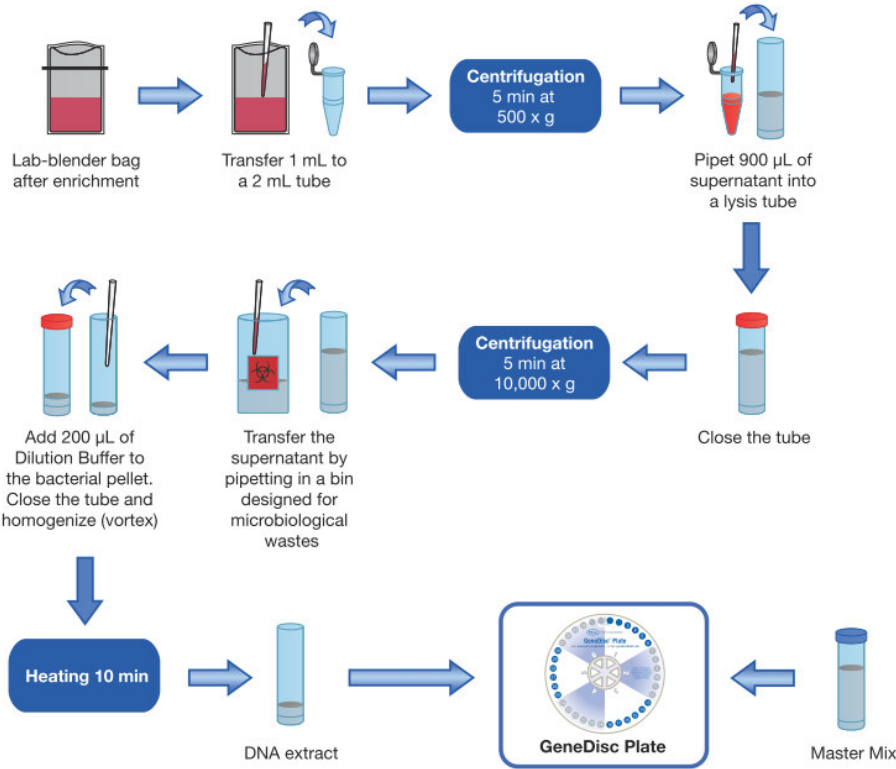 Lab-blender bag
after enrichment
Transfer 1 mL to
a 2 mL tube
Centrifugation
5 min at
500 x g
Pipet 900 µL of
supernatant into
a lysis tube
Close the tube
Centrifugation
5 min at
10,000 x g
Transfer the
supernatant by
pipetting in a bin
designed for
microbiological
wastes
Add 200 µL of
Dilution Buffer to
the bacterial pellet.
Close the tube and
homogenize (vortex)
Heating 10 min
DNA extract
GeneDisc Plate
GeneDisc Plate
Master Mix